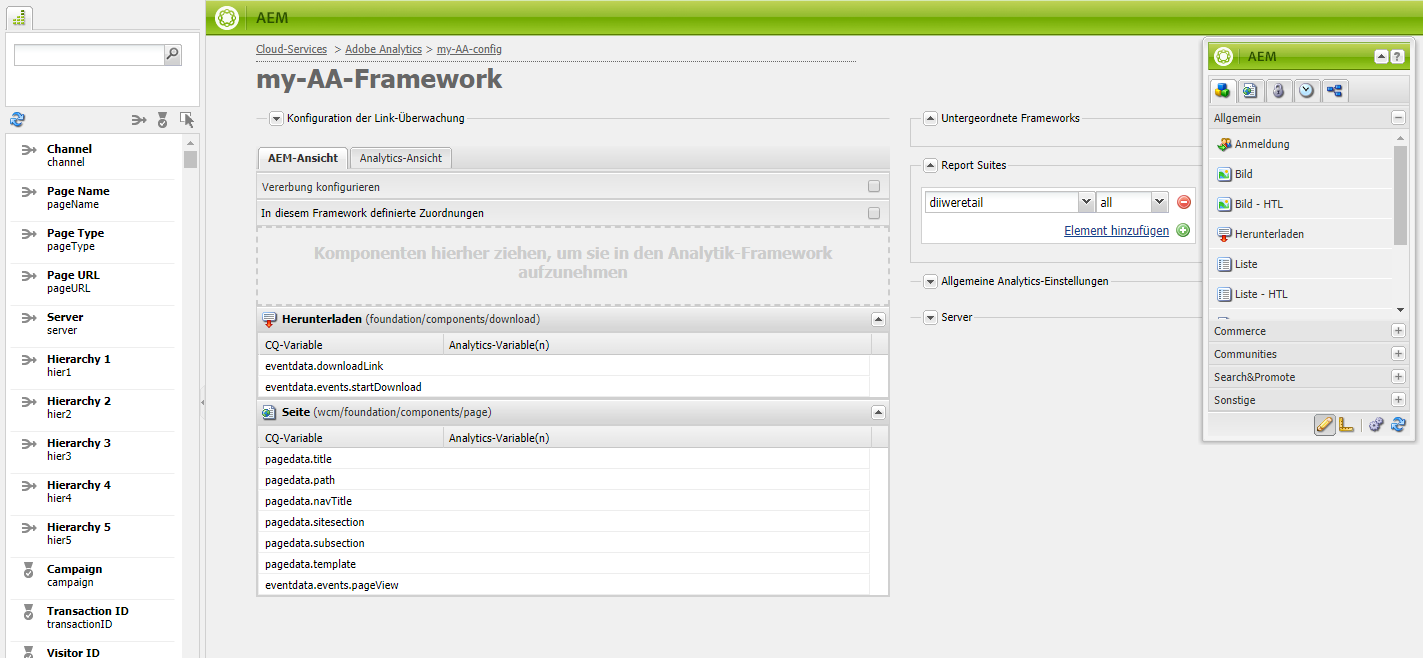 AEM
Channel
channel
Page Name
pageName
Page Type
pageType
Page URL
pageURL
Server
server
Hierarchy 1
hier1
Hierarchy 2
hier2
Hierarchy 3
hier3
Hierarchy 4
hier4
Hierarchy 5
hier5
Campaign
campaign
Transaction ID
transactionID
Visitor ID
Cloud-Services > Adobe Analytics > my-AA-config
my-AA-Framework
Konfiguration der Link-Überwachung
AEM-Ansicht Analytics-Ansicht
Vererbung konfigurieren
In diesem Framework definierte Zuordnungen
Komponenten hierher ziehen, um sie in den Analytik-Framework
aufzunehmen
Herunterladen (foundation/components/download)
CQ-Variable Analytics-Variable(n)
eventdata.downloadLink
eventdata.events.startDownload
Seite (wcm/foundation/components/page)
CQ-Variable Analytics-Variable(n)
pagedata.title
pagedata.path
pagedata.navTitle
pagedata.sitesection
pagedata.subsection
pagedata.template
eventdata.events.pageView
Untergeordnete Frameworks
Report Suites
diiweretail all
Element hinzufügen
Allgemeine Analytics-Einstellungen
Server
AEM ?
Allgemein
Anmeldung
Bild
Bild - HTL
Herunterladen
Liste
Liste - HTL
Commerce
Communities
Search&Promote
Sonstige